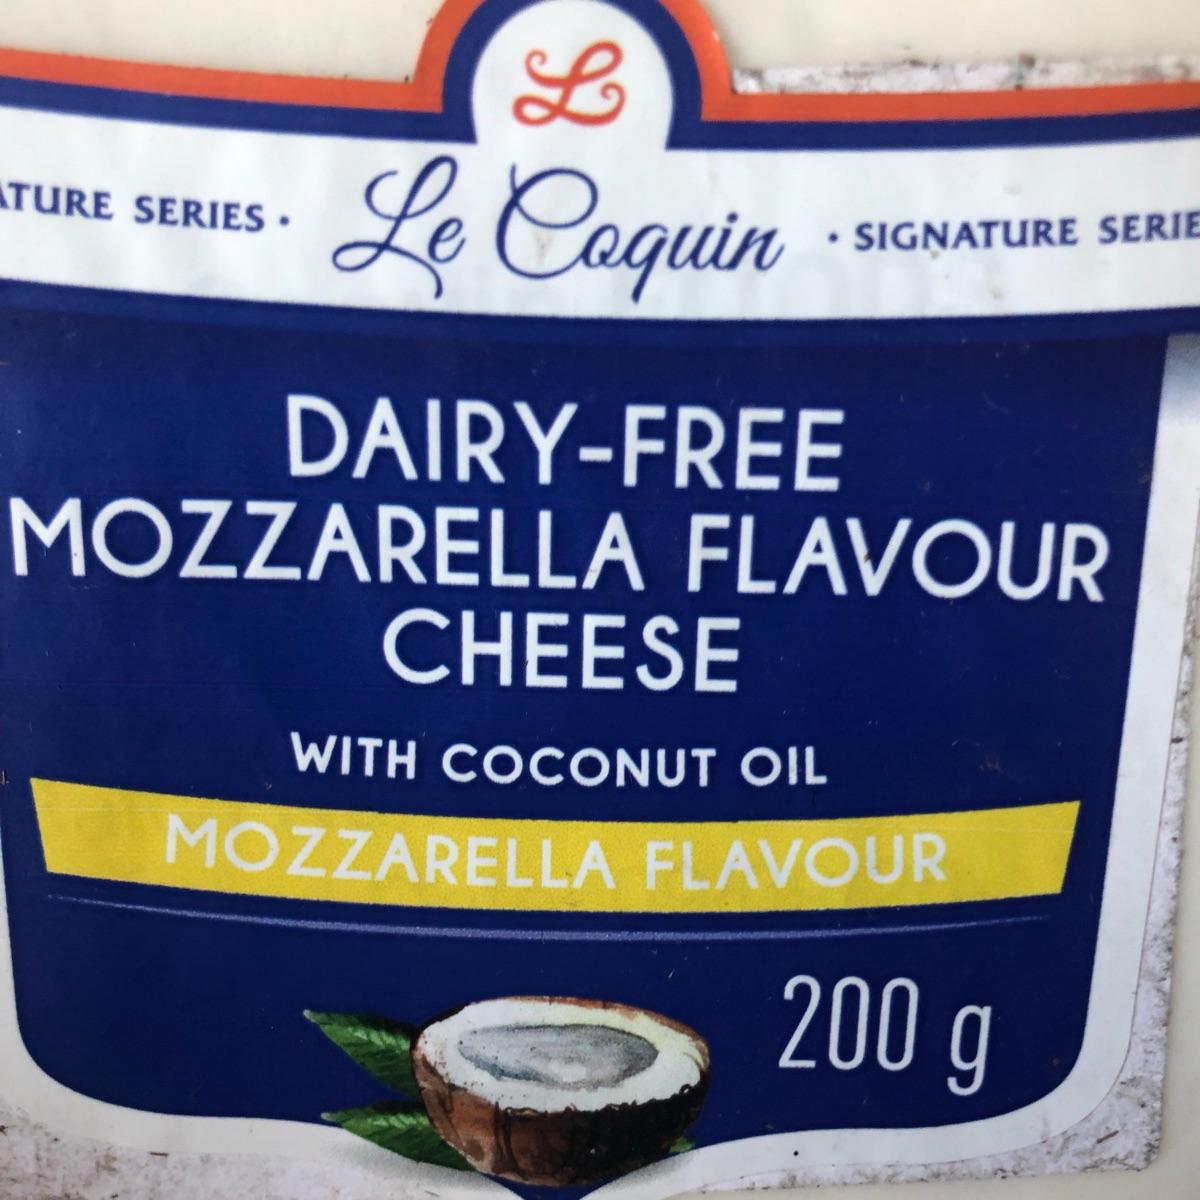 L
ATURE SERIES • Le Coquin • SIGNATURE SERIE
DAIRY-FREE
MOZZARELLA FLAVOUR
CHEESE
WITH COCONUT OIL
MOZZARELLA FLAVOUR
200 g